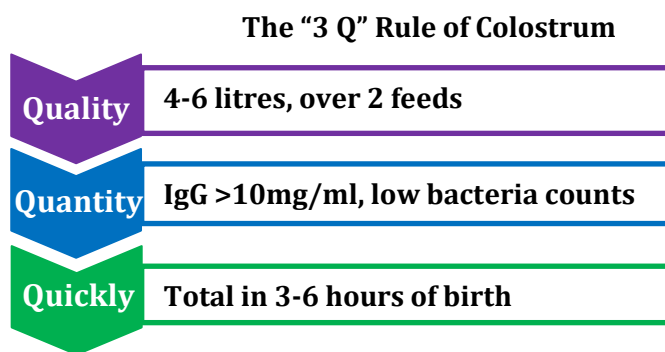 The “3 Q” Rule of Colostrum
Quality
4-6 litres, over 2 feeds
Quantity
IgG >10mg/ml, low bacteria counts
Quickly
Total in 3-6 hours of birth